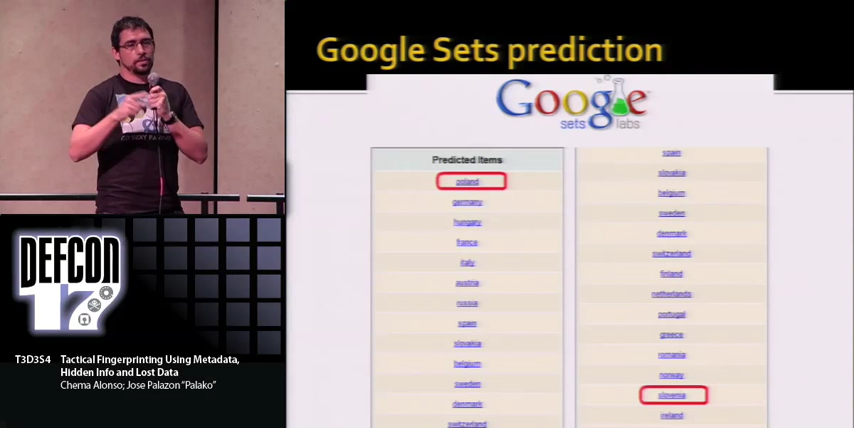 Google Sets prediction
Google
sets labs
Predicted Items
poland
germany
hungary
france
italy
austria
russia
spain
slovakia
belgium
sweden
denmark
switzerland
spain
slovakia
belgium
sweden
denmark
switzerland
finland
netherlands
portugal
greece
romania
norway
slovenia
ireland
DEFCON
17
T3D3S4 Tactical Fingerprinting Using Metadata,
Hidden Info and Lost Data
Chema Alonso; Jose Palazon "Palako"